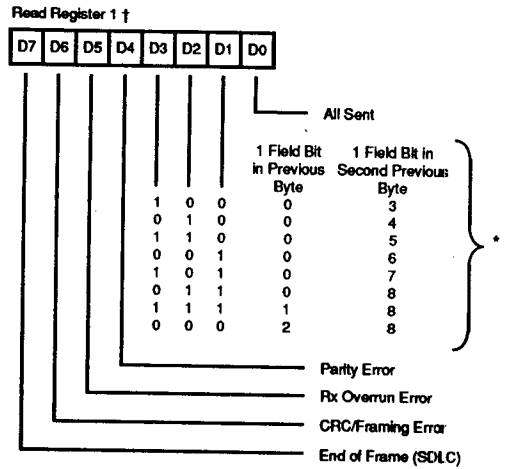 Read Register 1 †
D7 D6 D5 D4 D3 D2 D1 D0
All Sent
1 Field Bit in Previous Byte
1 Field Bit in Second Previous Byte
1 0 0 0 3
0 1 0 0 4
1 1 0 0 5
0 0 1 0 6
1 0 1 0 7
0 1 1 0 8
1 1 1 1 8
0 0 0 2 8
*
Parity Error
Rx Overrun Error
CRC/Framing Error
End of Frame (SDLC)